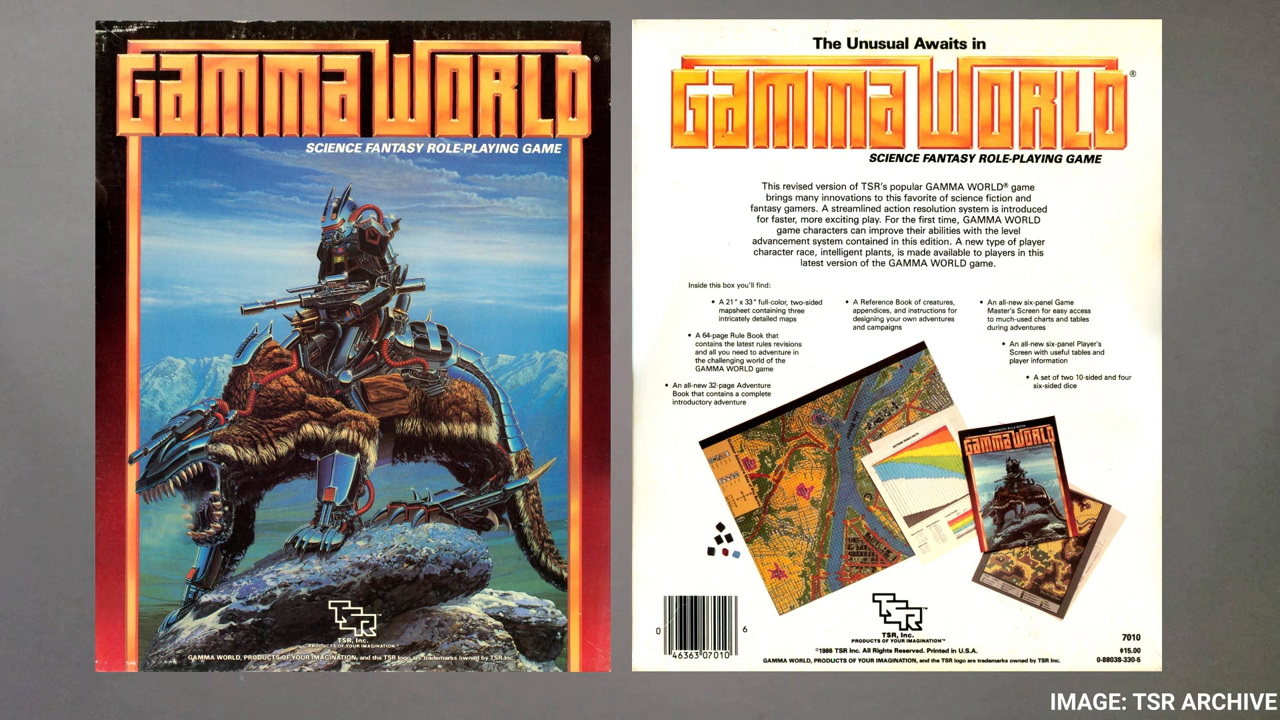 GAMMA WORLD®
SCIENCE FANTASY ROLE-PLAYING GAME
TSR™
TSR, Inc.
PRODUCTS OF YOUR IMAGINATION™
GAMMA WORLD, PRODUCTS OF YOUR IMAGINATION, and the TSR logo are trademarks owned by TSR Inc.
The Unusual Awaits in
GAMMA WORLD®
SCIENCE FANTASY ROLE-PLAYING GAME
This revised version of TSR's popular GAMMA WORLD® game
brings many innovations to this favorite of science fiction and
fantasy gamers. A streamlined action resolution system is introduced
for faster, more exciting play. For the first time, GAMMA WORLD
game characters can improve their abilities with the level
advancement system contained in this edition. A new type of player
character race, intelligent plants, is made available to players in this
latest version of the GAMMA WORLD game.
Inside this box you'll find:
• A 21" x 33" full-color, two-sided
mapsheet containing three
intricately detailed maps
• A 64-page Rule Book that
contains the latest rules revisions
and all you need to adventure in
the challenging world of the
GAMMA WORLD game
• An all-new 32-page Adventure
Book that contains a complete
introductory adventure
• A Reference Book of creatures,
appendices, and instructions for
designing your own adventures
and campaigns
• An all-new six-panel Game
Master's Screen for easy access
to much-used charts and tables
during adventures
• An all-new six-panel Player's
Screen with useful tables and
player information
• A set of two 10-sided and four
six-sided dice
GAMMA WORLD
0 46363 07010 6
TSR™
TSR, Inc.
PRODUCTS OF YOUR IMAGINATION™
©1986 TSR Inc. All Rights Reserved. Printed in U.S.A.
GAMMA WORLD, PRODUCTS OF YOUR IMAGINATION, and the TSR logo are trademarks owned by TSR Inc.
7010
$15.00
0-88038-330-5
IMAGE: TSR ARCHIVE